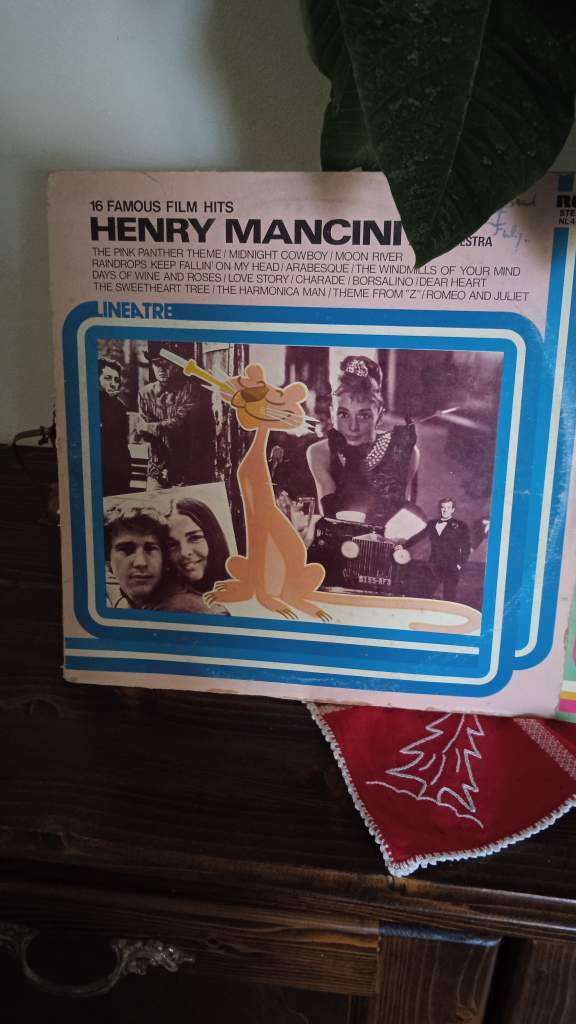 16 FAMOUS FILM HITS
HENRY MANCINI
THE PINK PANTHER THEME / MIDNIGHT COWBOY / MOON RIVER
RAINDROPS KEEP FALLIN' ON MY HEAD / ARABESQUE / THE WINDMILLS OF YOUR MIND
DAYS OF WINE AND ROSES / LOVE STORY / CHARADE / BORSALINO / DEAR HEART
THE SWEETHEART TREE / THE HARMONICA MAN / THEME FROM "Z" / ROMEO AND JULIET
LINEATRE